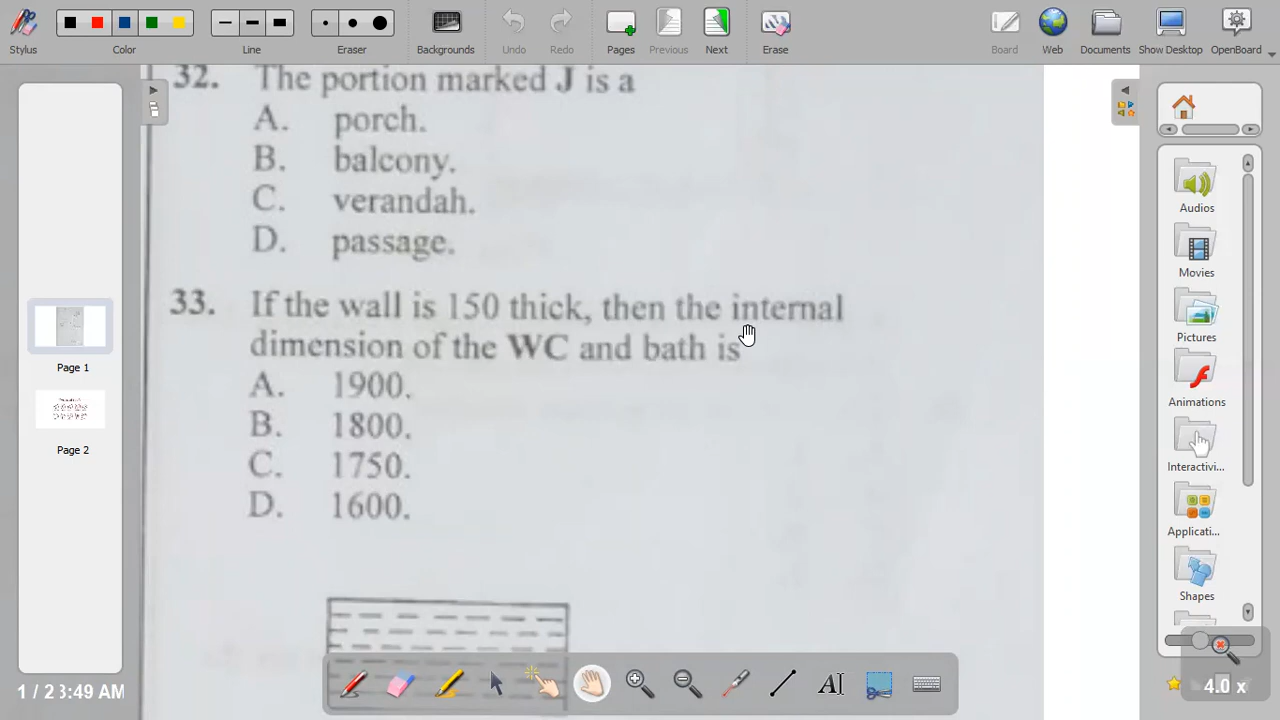 Stylus
Color
Line
Eraser
Backgrounds
Undo
Redo
Pages
Previous
Next
Erase
Board
Web
Documents
Show Desktop
OpenBoard
32. The portion marked J is a
A. porch.
B. balcony.
C. verandah.
D. passage.
33. If the wall is 150 thick, then the internal
dimension of the WC and bath is
A. 1900.
B. 1800.
C. 1750.
D. 1600.
Page 1
Page 2
Audios
Movies
Pictures
Animations
Interactivi...
Applicati...
Shapes
1 / 2 3:49 AM
4.0 x